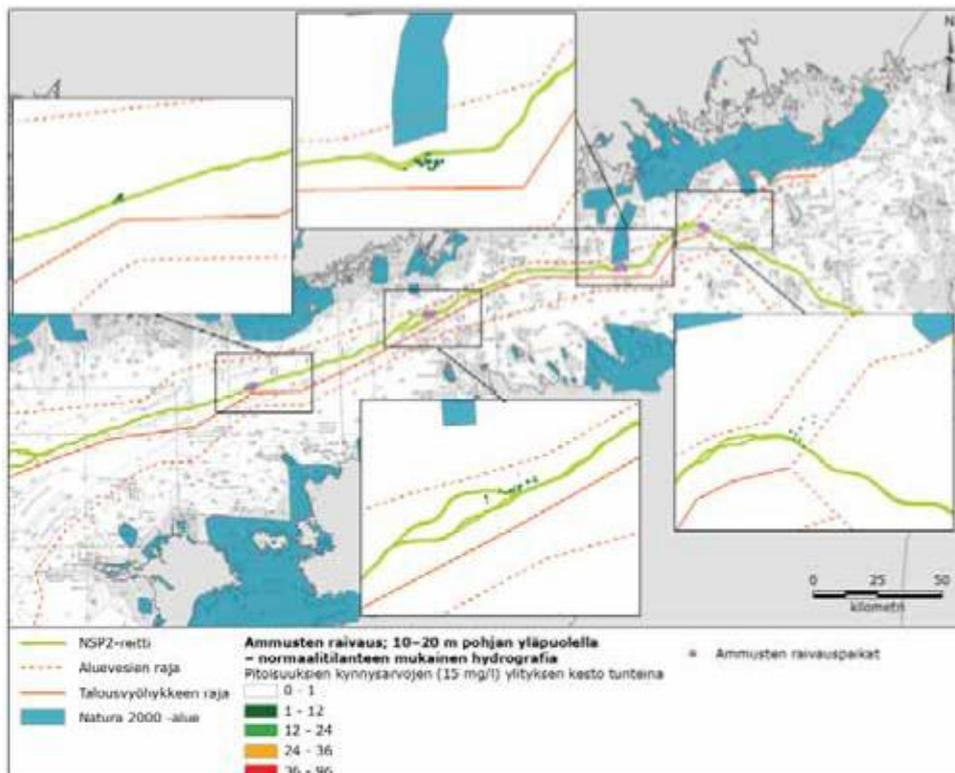 N
0 25 50
kilometri
NSP2-reitti
Aluevesien raja
Talousvyöhykkeen raja
Natura 2000 -alue
Ammusten raivaus; 10–20 m pohjan yläpuolella
– normaalitilanteen mukainen hydrografia
Pitoisuuksien kynnysarvojen (15 mg/l) ylityksen kesto tunteina
0 - 1
1 - 12
12 - 24
24 - 36
36 - 96
Ammusten raivauspaikat